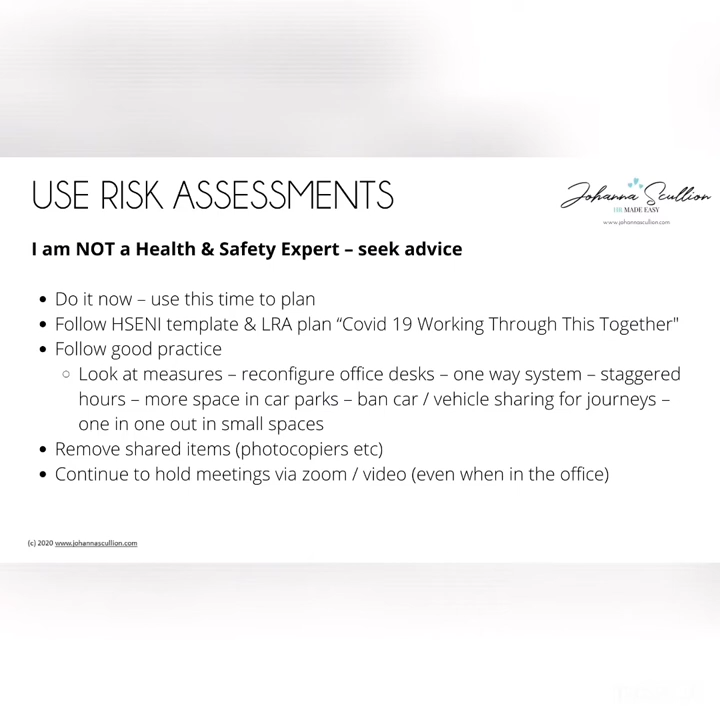 USE RISK ASSESSMENTS
Johanna Scullion
HR MADE EASY
www.johannascullion.com
I am NOT a Health & Safety Expert – seek advice
• Do it now – use this time to plan
• Follow HSENI template & LRA plan “Covid 19 Working Through This Together"
• Follow good practice
○ Look at measures – reconfigure office desks – one way system – staggered
hours – more space in car parks – ban car / vehicle sharing for journeys –
one in one out in small spaces
• Remove shared items (photocopiers etc)
• Continue to hold meetings via zoom / video (even when in the office)
(c) 2020 www.johannascullion.com